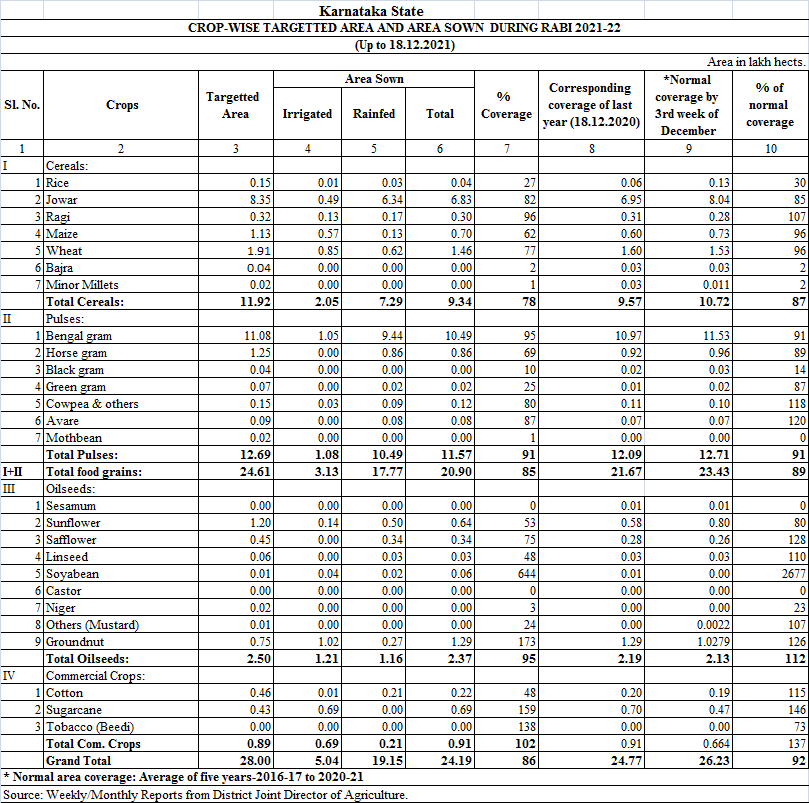 Karnataka State
CROP-WISE TARGETTED AREA AND AREA SOWN DURING RABI 2021-22
(Up to 18.12.2021)
Area in lakh hects.
Sl. No. Crops Targetted Area Area Sown % Coverage Corresponding coverage of last year (18.12.2020) *Normal coverage by 3rd week of December % of normal coverage
Irrigated Rainfed Total
1 2 3 4 5 6 7 8 9 10
I Cereals:
1 Rice 0.15 0.01 0.03 0.04 27 0.06 0.13 30
2 Jowar 8.35 0.49 6.34 6.83 82 6.95 8.04 85
3 Ragi 0.32 0.13 0.17 0.30 96 0.31 0.28 107
4 Maize 1.13 0.57 0.13 0.70 62 0.60 0.73 96
5 Wheat 1.91 0.85 0.62 1.46 77 1.60 1.53 96
6 Bajra 0.04 0.00 0.00 0.00 2 0.03 0.03 2
7 Minor Millets 0.02 0.00 0.00 0.00 1 0.03 0.011 2
Total Cereals: 11.92 2.05 7.29 9.34 78 9.57 10.72 87
II Pulses:
1 Bengal gram 11.08 1.05 9.44 10.49 95 10.97 11.53 91
2 Horse gram 1.25 0.00 0.86 0.86 69 0.92 0.96 89
3 Black gram 0.04 0.00 0.00 0.00 10 0.02 0.03 14
4 Green gram 0.07 0.00 0.02 0.02 25 0.01 0.02 87
5 Cowpea & others 0.15 0.03 0.09 0.12 80 0.11 0.10 118
6 Avare 0.09 0.00 0.08 0.08 87 0.07 0.07 120
7 Mothbean 0.02 0.00 0.00 0.00 1 0.00 0.00 0
Total Pulses: 12.69 1.08 10.49 11.57 91 12.09 12.71 91
I+II Total food grains: 24.61 3.13 17.77 20.90 85 21.67 23.43 89
III Oilseeds:
1 Sesamum 0.00 0.00 0.00 0.00 0 0.01 0.01 0
2 Sunflower 1.20 0.14 0.50 0.64 53 0.58 0.80 80
3 Safflower 0.45 0.00 0.34 0.34 75 0.28 0.26 128
4 Linseed 0.06 0.00 0.03 0.03 48 0.03 0.03 110
5 Soyabean 0.01 0.04 0.02 0.06 644 0.01 0.00 2677
6 Castor 0.00 0.00 0.00 0.00 0 0.00 0.00 0
7 Niger 0.02 0.00 0.00 0.00 3 0.00 0.00 23
8 Others (Mustard) 0.01 0.00 0.00 0.00 24 0.00 0.0022 107
9 Groundnut 0.75 1.02 0.27 1.29 173 1.29 1.0279 126
Total Oilseeds: 2.50 1.21 1.16 2.37 95 2.19 2.13 112
IV Commercial Crops:
1 Cotton 0.46 0.01 0.21 0.22 48 0.20 0.19 115
2 Sugarcane 0.43 0.69 0.00 0.69 159 0.70 0.47 146
3 Tobacco (Beedi) 0.00 0.00 0.00 0.00 138 0.00 0.00 73
Total Com. Crops 0.89 0.69 0.21 0.91 102 0.91 0.664 137
Grand Total 28.00 5.04 19.15 24.19 86 24.77 26.23 92
* Normal area coverage: Average of five years-2016-17 to 2020-21
Source: Weekly/Monthly Reports from District Joint Director of Agriculture.